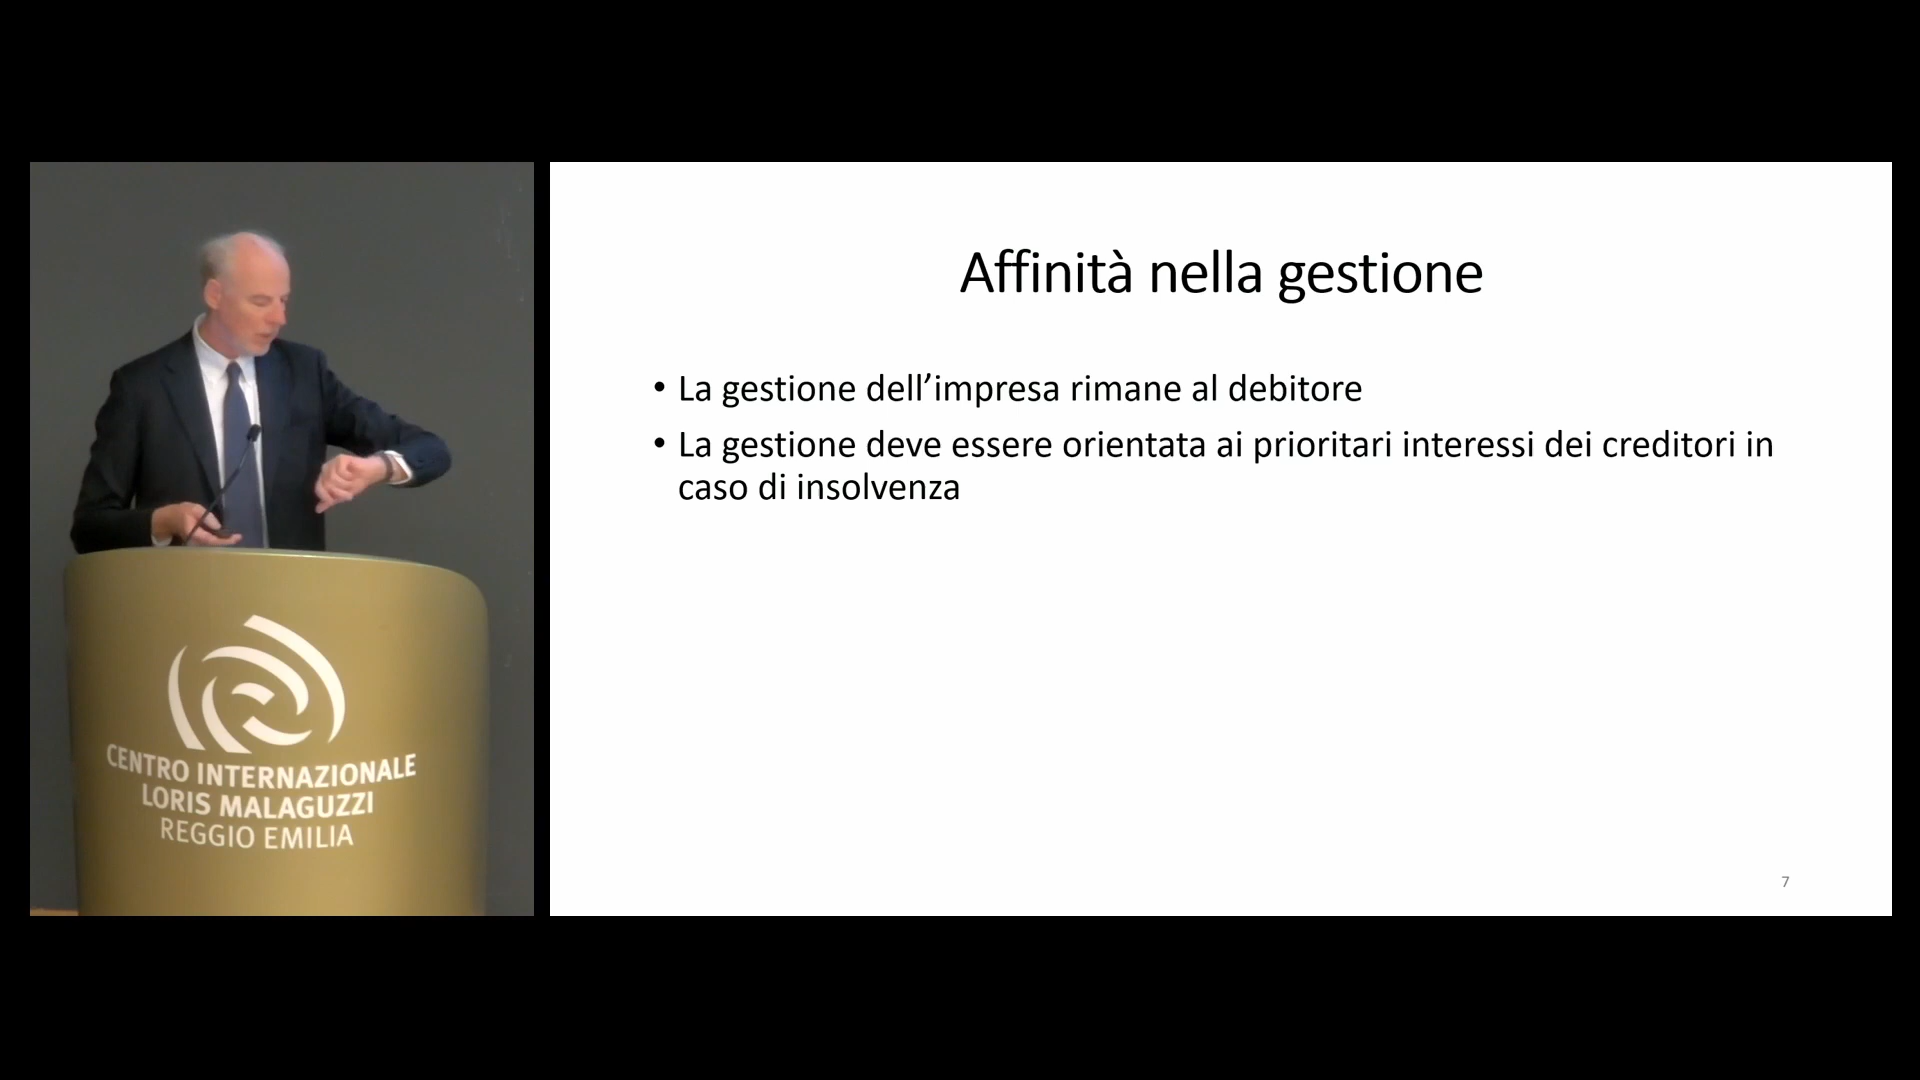 CENTRO INTERNAZIONALE
LORIS MALAGUZZI
REGGIO EMILIA
Affinità nella gestione
• La gestione dell’impresa rimane al debitore
• La gestione deve essere orientata ai prioritari interessi dei creditori in
caso di insolvenza
7